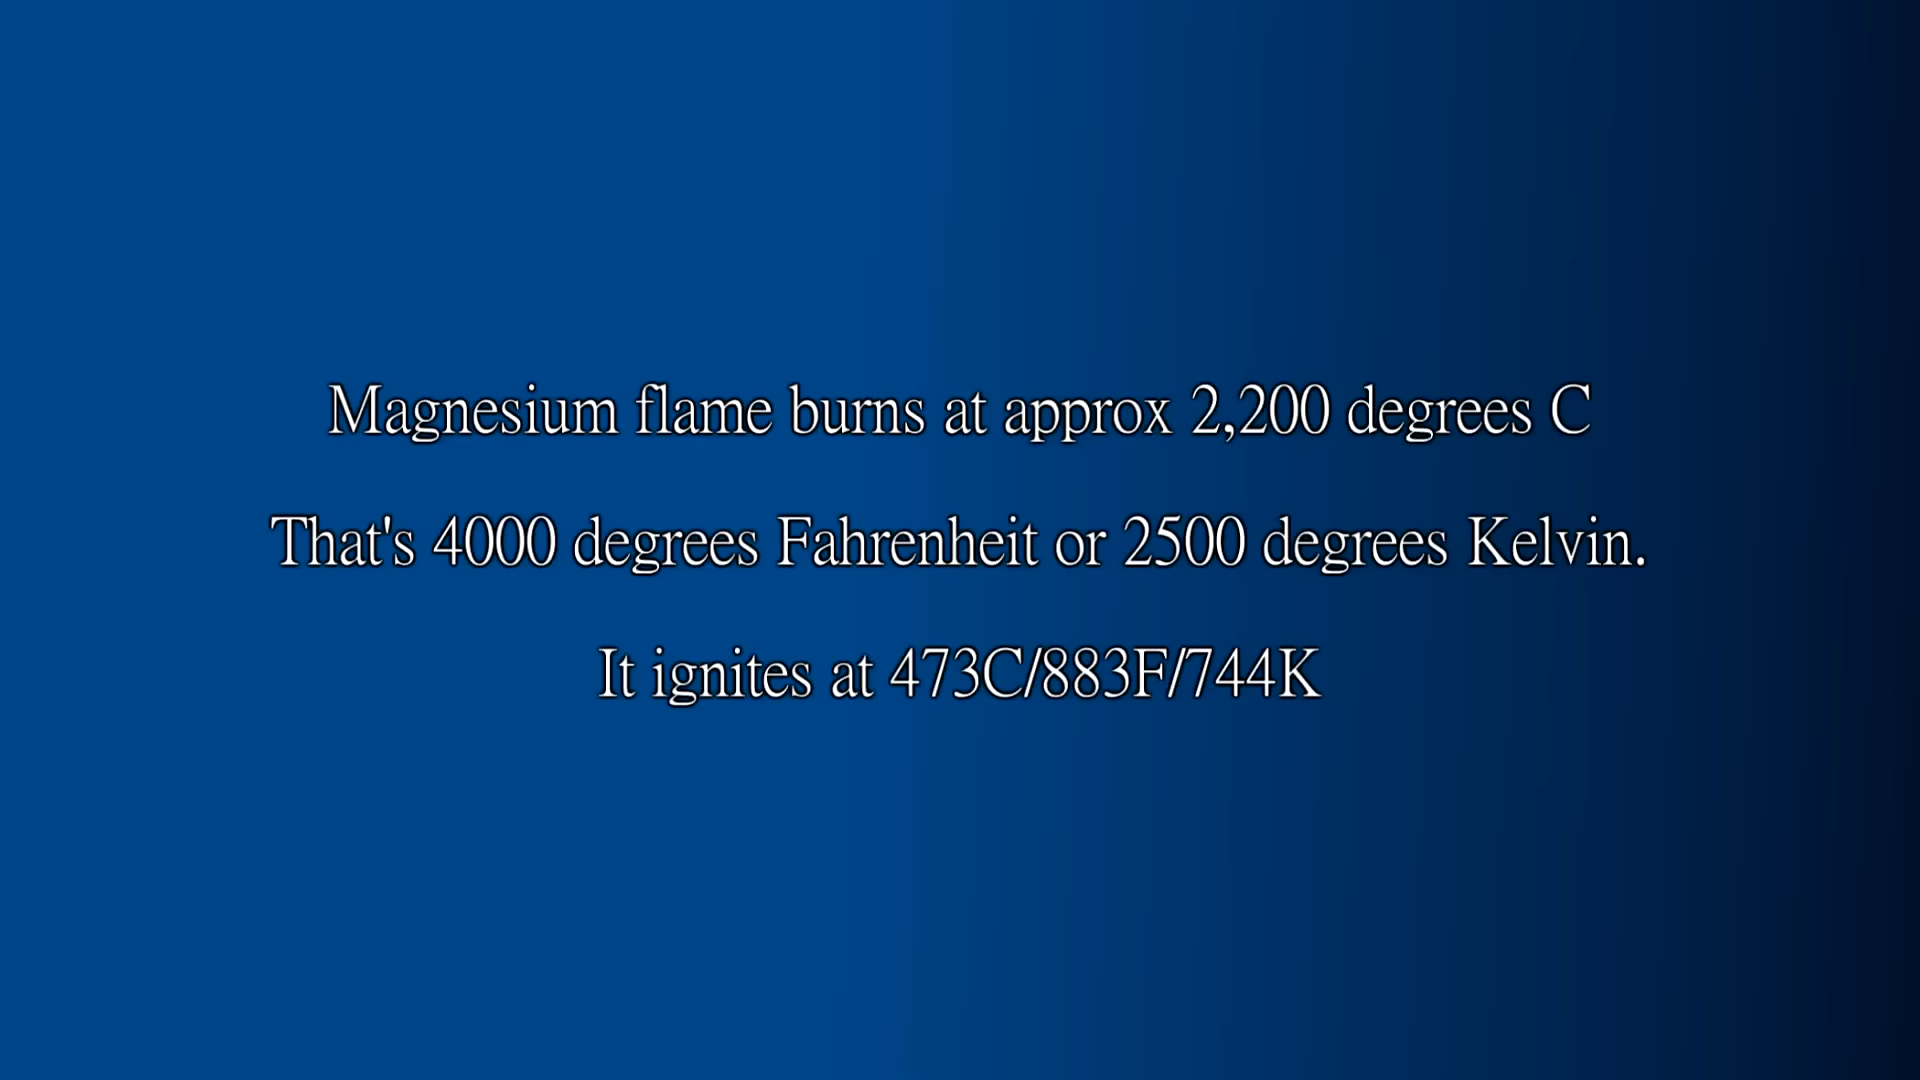 Magnesium flame burns at approx 2,200 degrees C
That's 4000 degrees Fahrenheit or 2500 degrees Kelvin.
It ignites at 473C/883F/744K